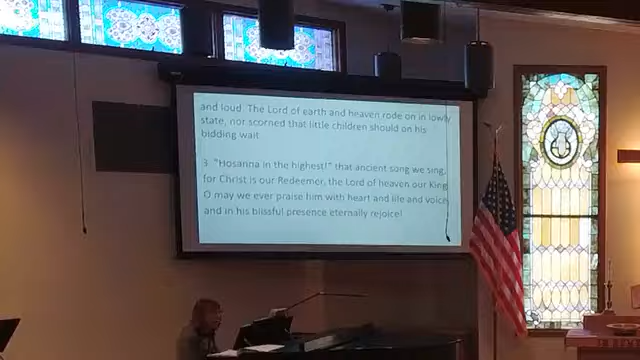 and loud. The Lord of earth and heaven rode on in lowly
state, nor scorned that little children should on his
bidding wait.
3. "Hosanna in the highest!" that ancient song we sing,
for Christ is our Redeemer, the Lord of heaven our King.
O may we ever praise him with heart and life and voice,
and in his blissful presence eternally rejoice!